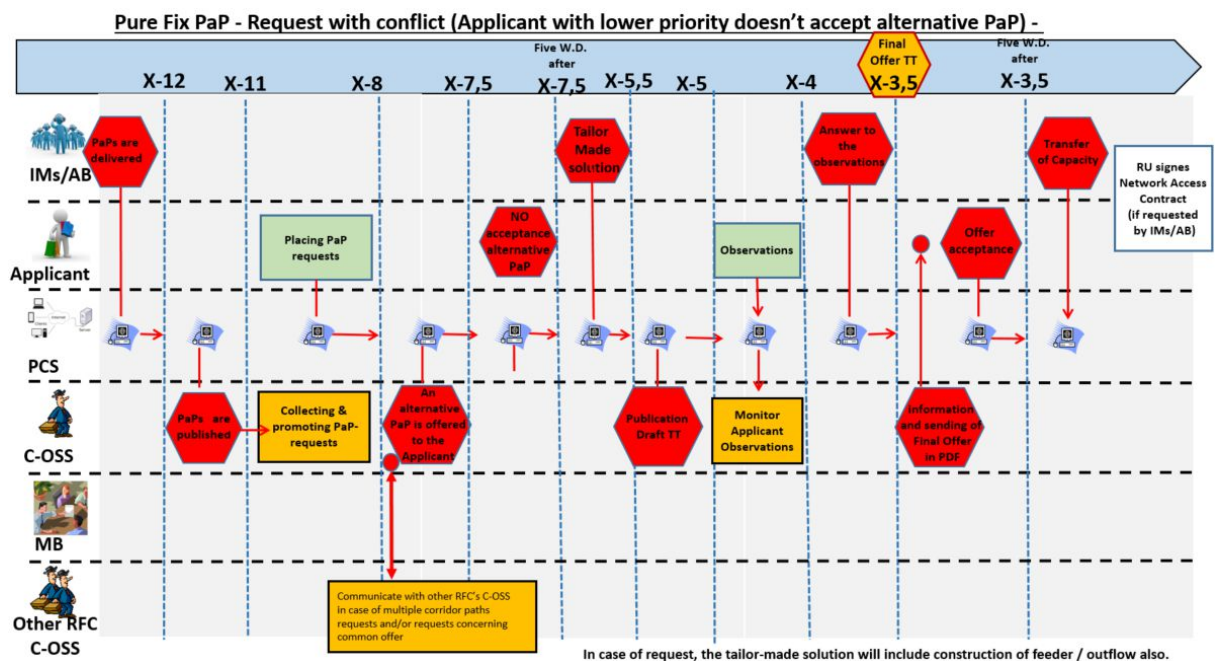 Pure Fix PaP - Request with conflict (Applicant with lower priority doesn't accept alternative PaP) -
Five W.D.
after
X-7,5
Final
Offer TT
X-3,5
Five W.D.
after
X-3,5
X-12
X-11
X-8
X-7,5
X-5,5
X-5
X-4
IMs/AB
PaPs are
delivered
Tailor
Made
solution
Answer to
the
observations
Transfer
of Capacity
RU signes
Network Access
Contract
(if requested
by IMs/AB)
Applicant
Placing PaP
requests
NO
acceptance
alternative
PaP
Observations
Offer
acceptance
PCS
Internet
Server
C-OSS
PaPs are
published
Collecting &
promoting PaP-
requests
An
alternative
PaP is offered
to the
Applicant
Publication
Draft TT
Monitor
Applicant
Observations
Information
and sending of
Final Offer
in PDF
MB
Other RFC
C-OSS
Communicate with other RFC's C-OSS
in case of multiple corridor paths
requests and/or requests concerning
common offer
In case of request, the tailor-made solution will include construction of feeder / outflow also.